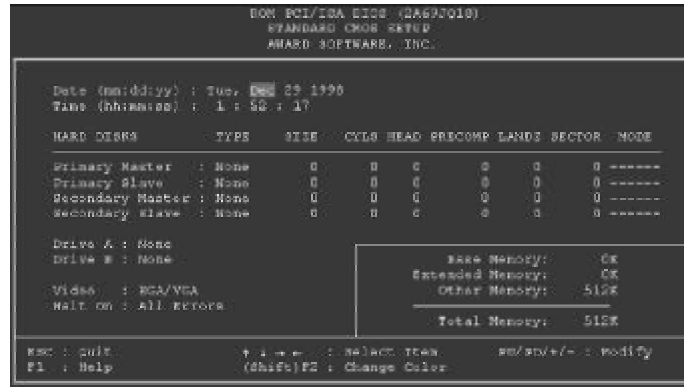 ROM PCI/ISA BIOS (2A69JQ1S)
STANDARD CMOS SETUP
AWARD SOFTWARE, INC.
Date (mm:dd:yy) : Tue, Dec 29 1998
Time (hh:mm:ss) : 1 : 52 : 17
HARD DISKS TYPE SIZE CYLS HEAD PRECOMP LANDZ SECTOR MODE
Primary Master : None 0 0 0 0 0 0 ------
Primary Slave : None 0 0 0 0 0 0 ------
Secondary Master : None 0 0 0 0 0 0 ------
Secondary Slave : None 0 0 0 0 0 0 ------
Drive A : None
Drive B : None
Video : EGA/VGA
Halt On : All Errors
Base Memory: 0K
Extended Memory: 0K
Other Memory: 512K
Total Memory: 512K
ESC : Quit ↑ ↓ → ← : Select Item PU/PD/+/- : Modify
F1 : Help (Shift)F2 : Change Color